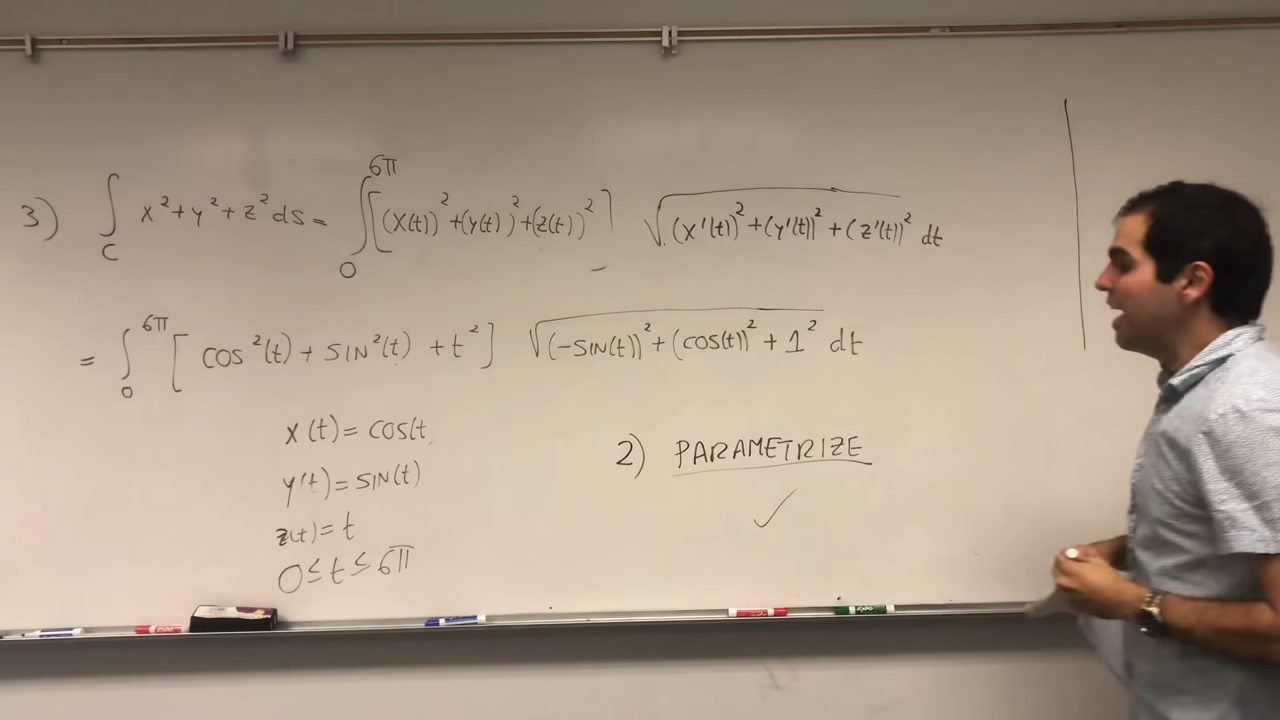 3) ∫_C x²+y²+z² ds = ∫_0^{6π} [(x(t))²+(y(t))²+(z(t))²] √((x'(t))²+(y'(t))²+(z'(t))²) dt
= ∫_0^{6π} [cos²(t) + SIN²(t) + t²] √((-SIN(t))²+(cos(t))²+1²) dt
x(t)= cos(t
y(t)= SIN(t)
z(t)= t
0≤t≤6π
2) PARAMETRIZE
✓
EXPO